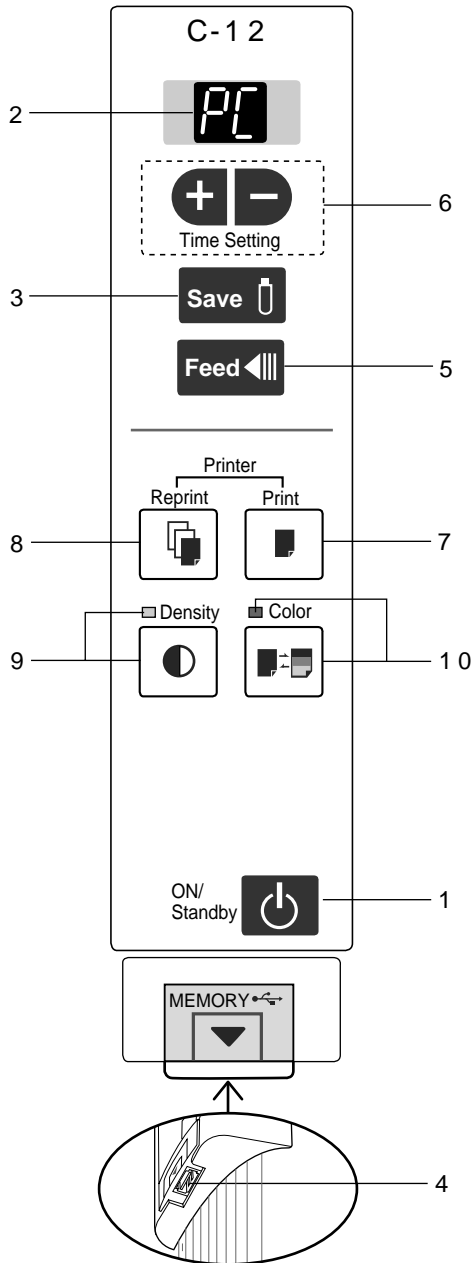 C-12
2
PC
+ -
6
Time Setting
3
Save
Feed
5
Printer
Reprint Print
8
7
Density Color
9
10
ON/
Standby
1
MEMORY
4